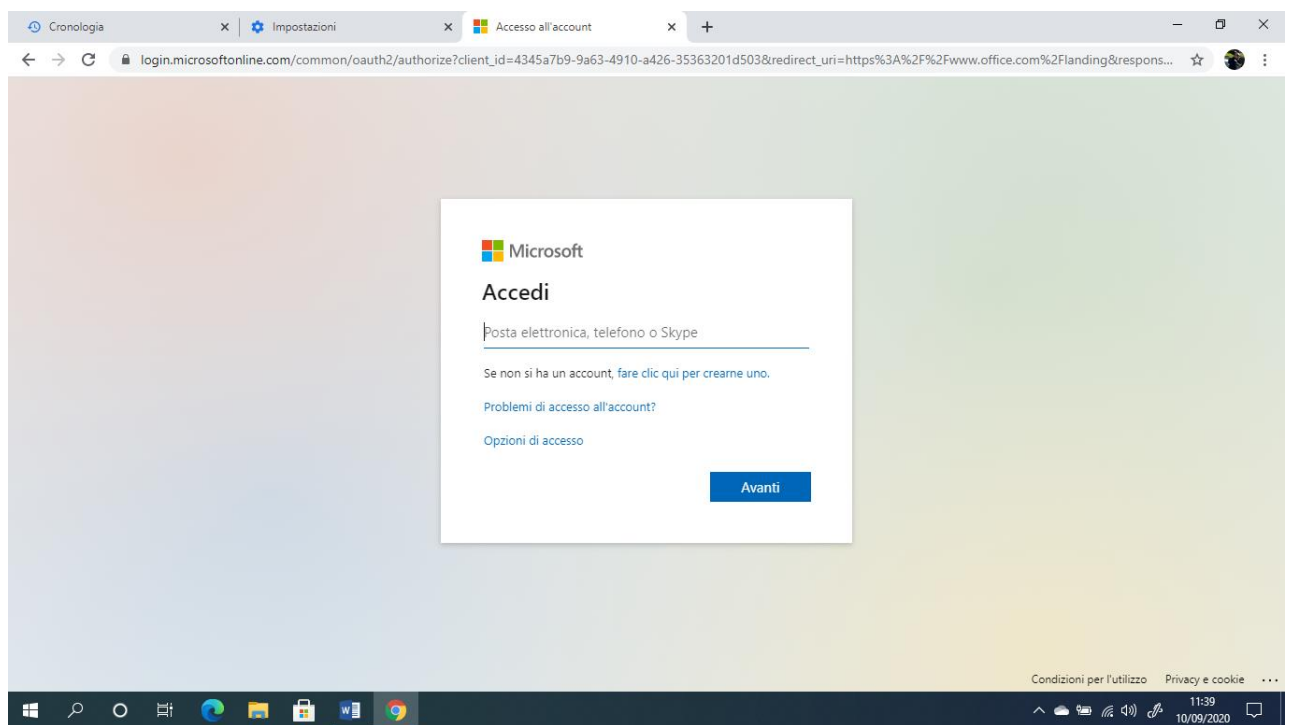 Cronologia
Impostazioni
Accesso all'account
login.microsoftonline.com/common/oauth2/authorize?client_id=4345a7b9-9a63-4910-a426-35363201d503&redirect_uri=https%3A%2F%2Fwww.office.com%2Flanding&respons...
Microsoft
Accedi
Posta elettronica, telefono o Skype
Se non si ha un account, fare clic qui per crearne uno.
Problemi di accesso all'account?
Opzioni di accesso
Avanti
Condizioni per l'utilizzo Privacy e cookie ...
11:39
10/09/2020